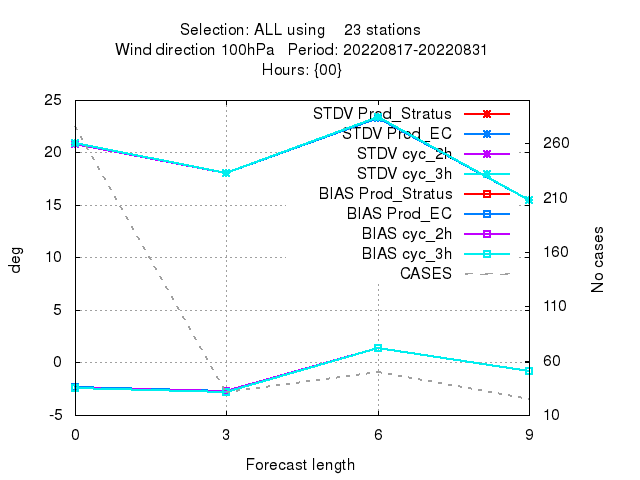 Selection: ALL using 23 stations
Wind direction 100hPa Period: 20220817-20220831
Hours: {00}
25
20
15
10
5
0
-5
deg
STDV Prod_Stratus
STDV Prod_EC
STDV cyc_2h
STDV cyc_3h
BIAS Prod_Stratus
BIAS Prod_EC
BIAS cyc_2h
BIAS cyc_3h
CASES
260
210
160
110
60
10
No cases
0 3 6 9
Forecast length